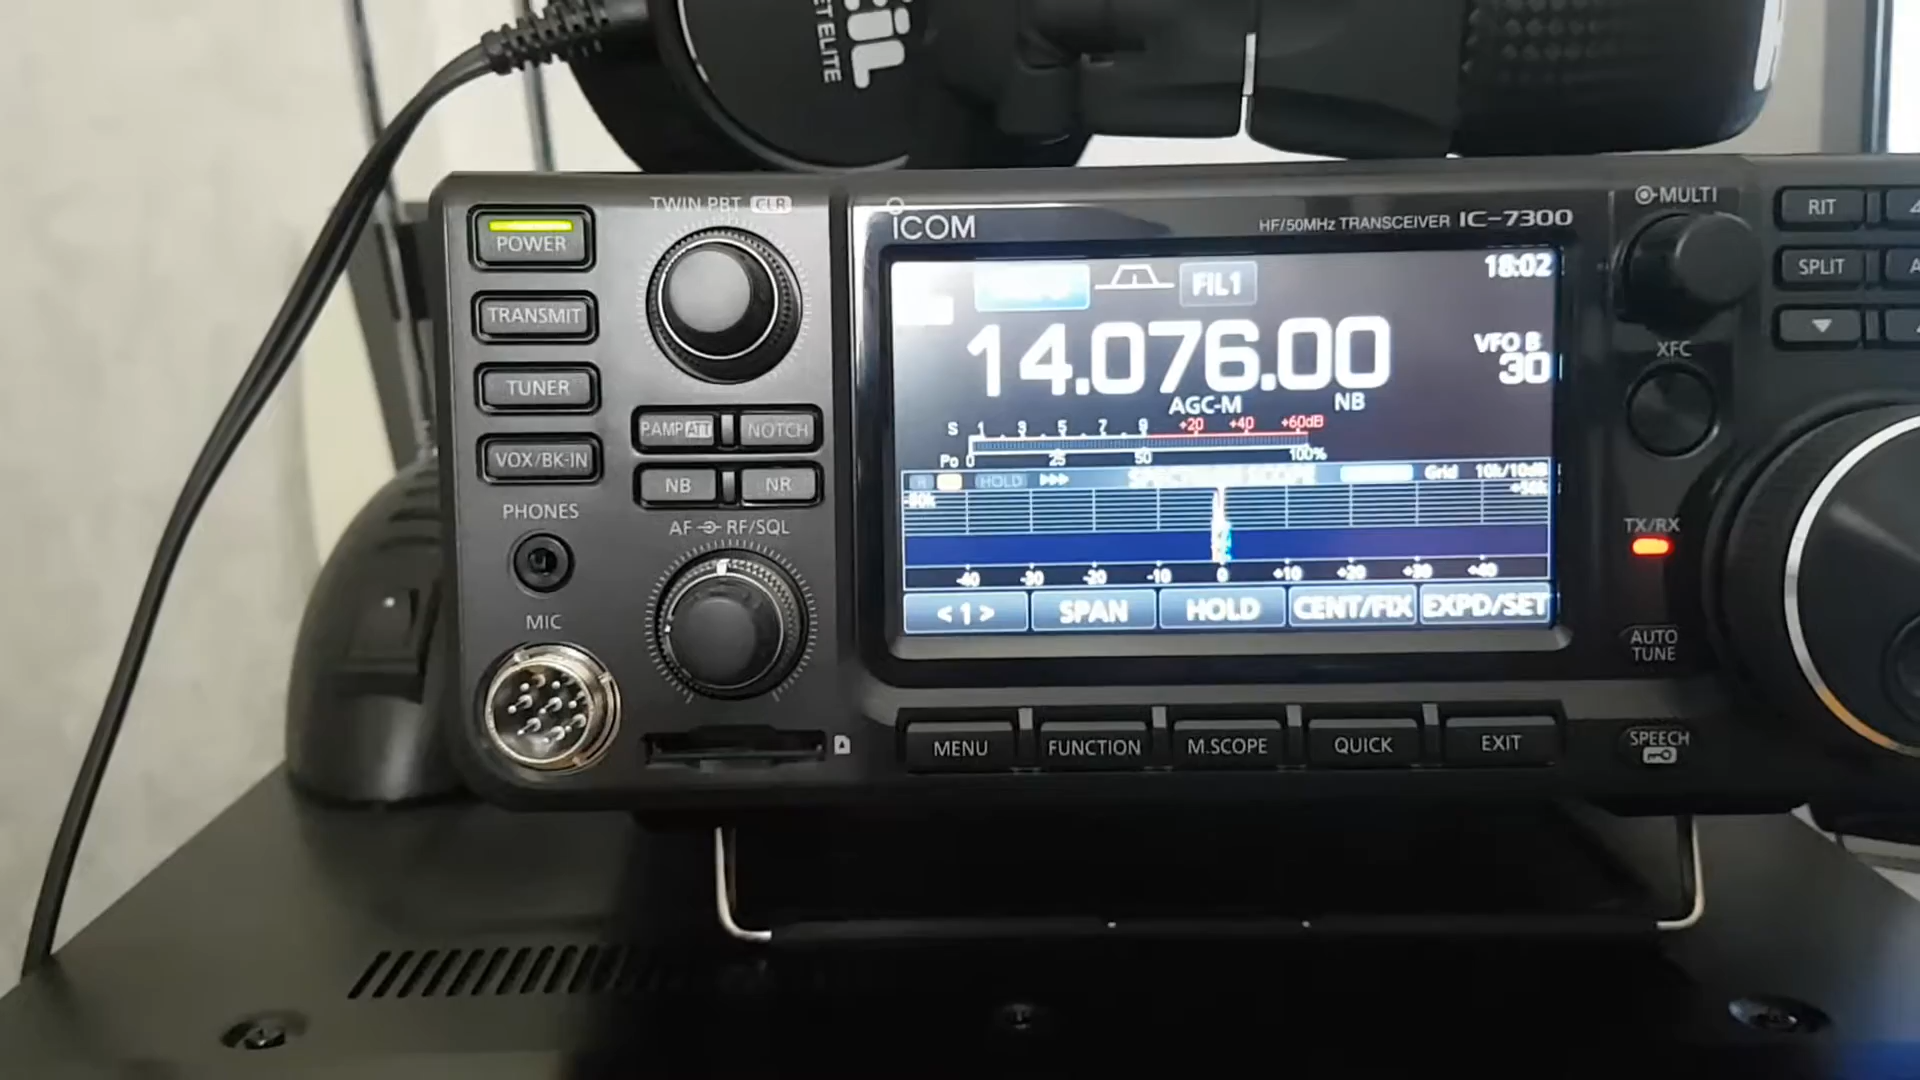 ET ELITE
POWER
TRANSMIT
TUNER
VOX/BK-IN
PHONES
MIC
TWIN PBT CLR
P.AMP ATT
NOTCH
NB
NR
AF RF/SQL
ICOM
HF/50MHz TRANSCEIVER IC-7300
FIL1
18:02
14.076.00
VFO B
30
AGC-M NB
S 1 3 5 7 9 +20 +40 +60dB
Po 0 25 50 100%
HOLD
Grid 10k/10dB
-40 -30 -20 -10 0 +10 +20 +30 +40
<1>
SPAN
HOLD
CENT/FIX
EXPD/SET
MENU
FUNCTION
M.SCOPE
QUICK
EXIT
MULTI
XFC
TX/RX
AUTO
TUNE
SPEECH
RIT
SPLIT